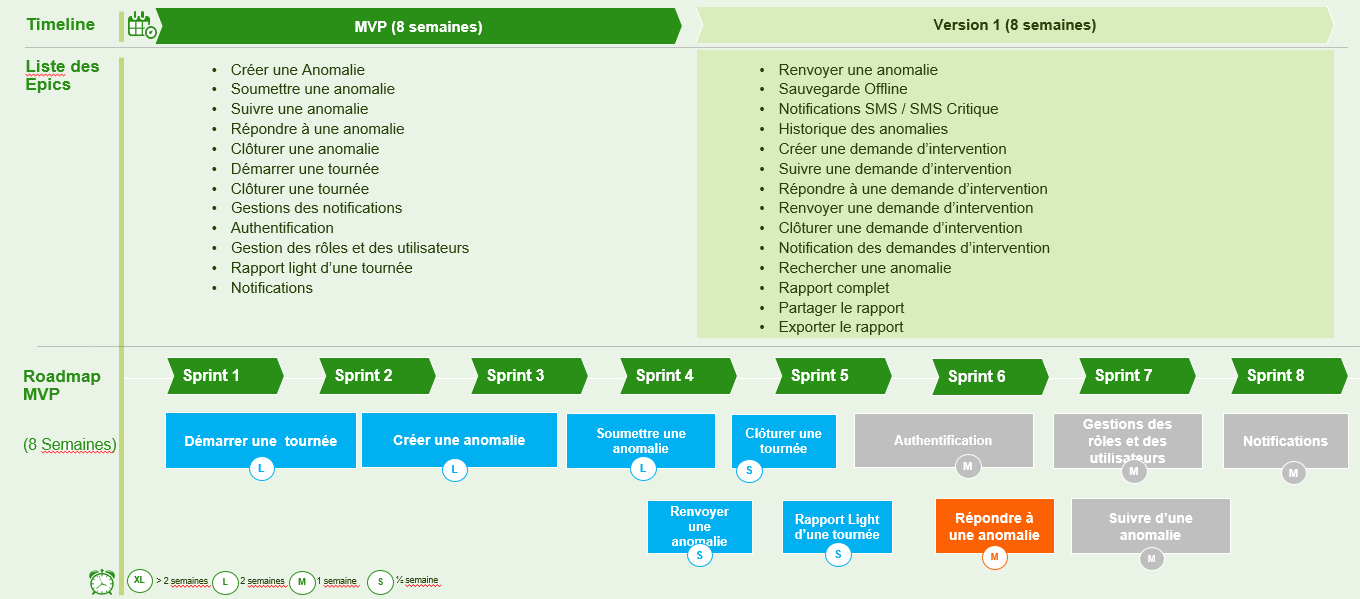 Timeline
MVP (8 semaines)
Version 1 (8 semaines)
Liste des
Epics
• Créer une Anomalie
• Soumettre une anomalie
• Suivre une anomalie
• Répondre à une anomalie
• Clôturer une anomalie
• Démarrer une tournée
• Clôturer une tournée
• Gestions des notifications
• Authentification
• Gestion des rôles et des utilisateurs
• Rapport light d'une tournée
• Notifications
• Renvoyer une anomalie
• Sauvegarde Offline
• Notifications SMS / SMS Critique
• Historique des anomalies
• Créer une demande d'intervention
• Suivre une demande d'intervention
• Répondre à une demande d'intervention
• Renvoyer une demande d'intervention
• Clôturer une demande d'intervention
• Notification des demandes d'intervention
• Rechercher une anomalie
• Rapport complet
• Partager le rapport
• Exporter le rapport
Roadmap
MVP
(8 Semaines)
Sprint 1
Sprint 2
Sprint 3
Sprint 4
Sprint 5
Sprint 6
Sprint 7
Sprint 8
Démarrer une tournée
L
Créer une anomalie
L
Soumettre une
anomalie
L
Clôturer une
tournée
S
Authentification
M
Gestions des
rôles et des
utilisateurs
M
Notifications
M
Renvoyer
une
anomalie
S
Rapport Light
d'une tournée
S
Répondre à
une anomalie
M
Suivre d'une
anomalie
M
XL > 2 semaines
L 2 semaines
M 1 semaine
S ½ semaine